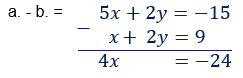 a. - b. = 5x + 2y = −15
− x + 2y = 9
4x = −24